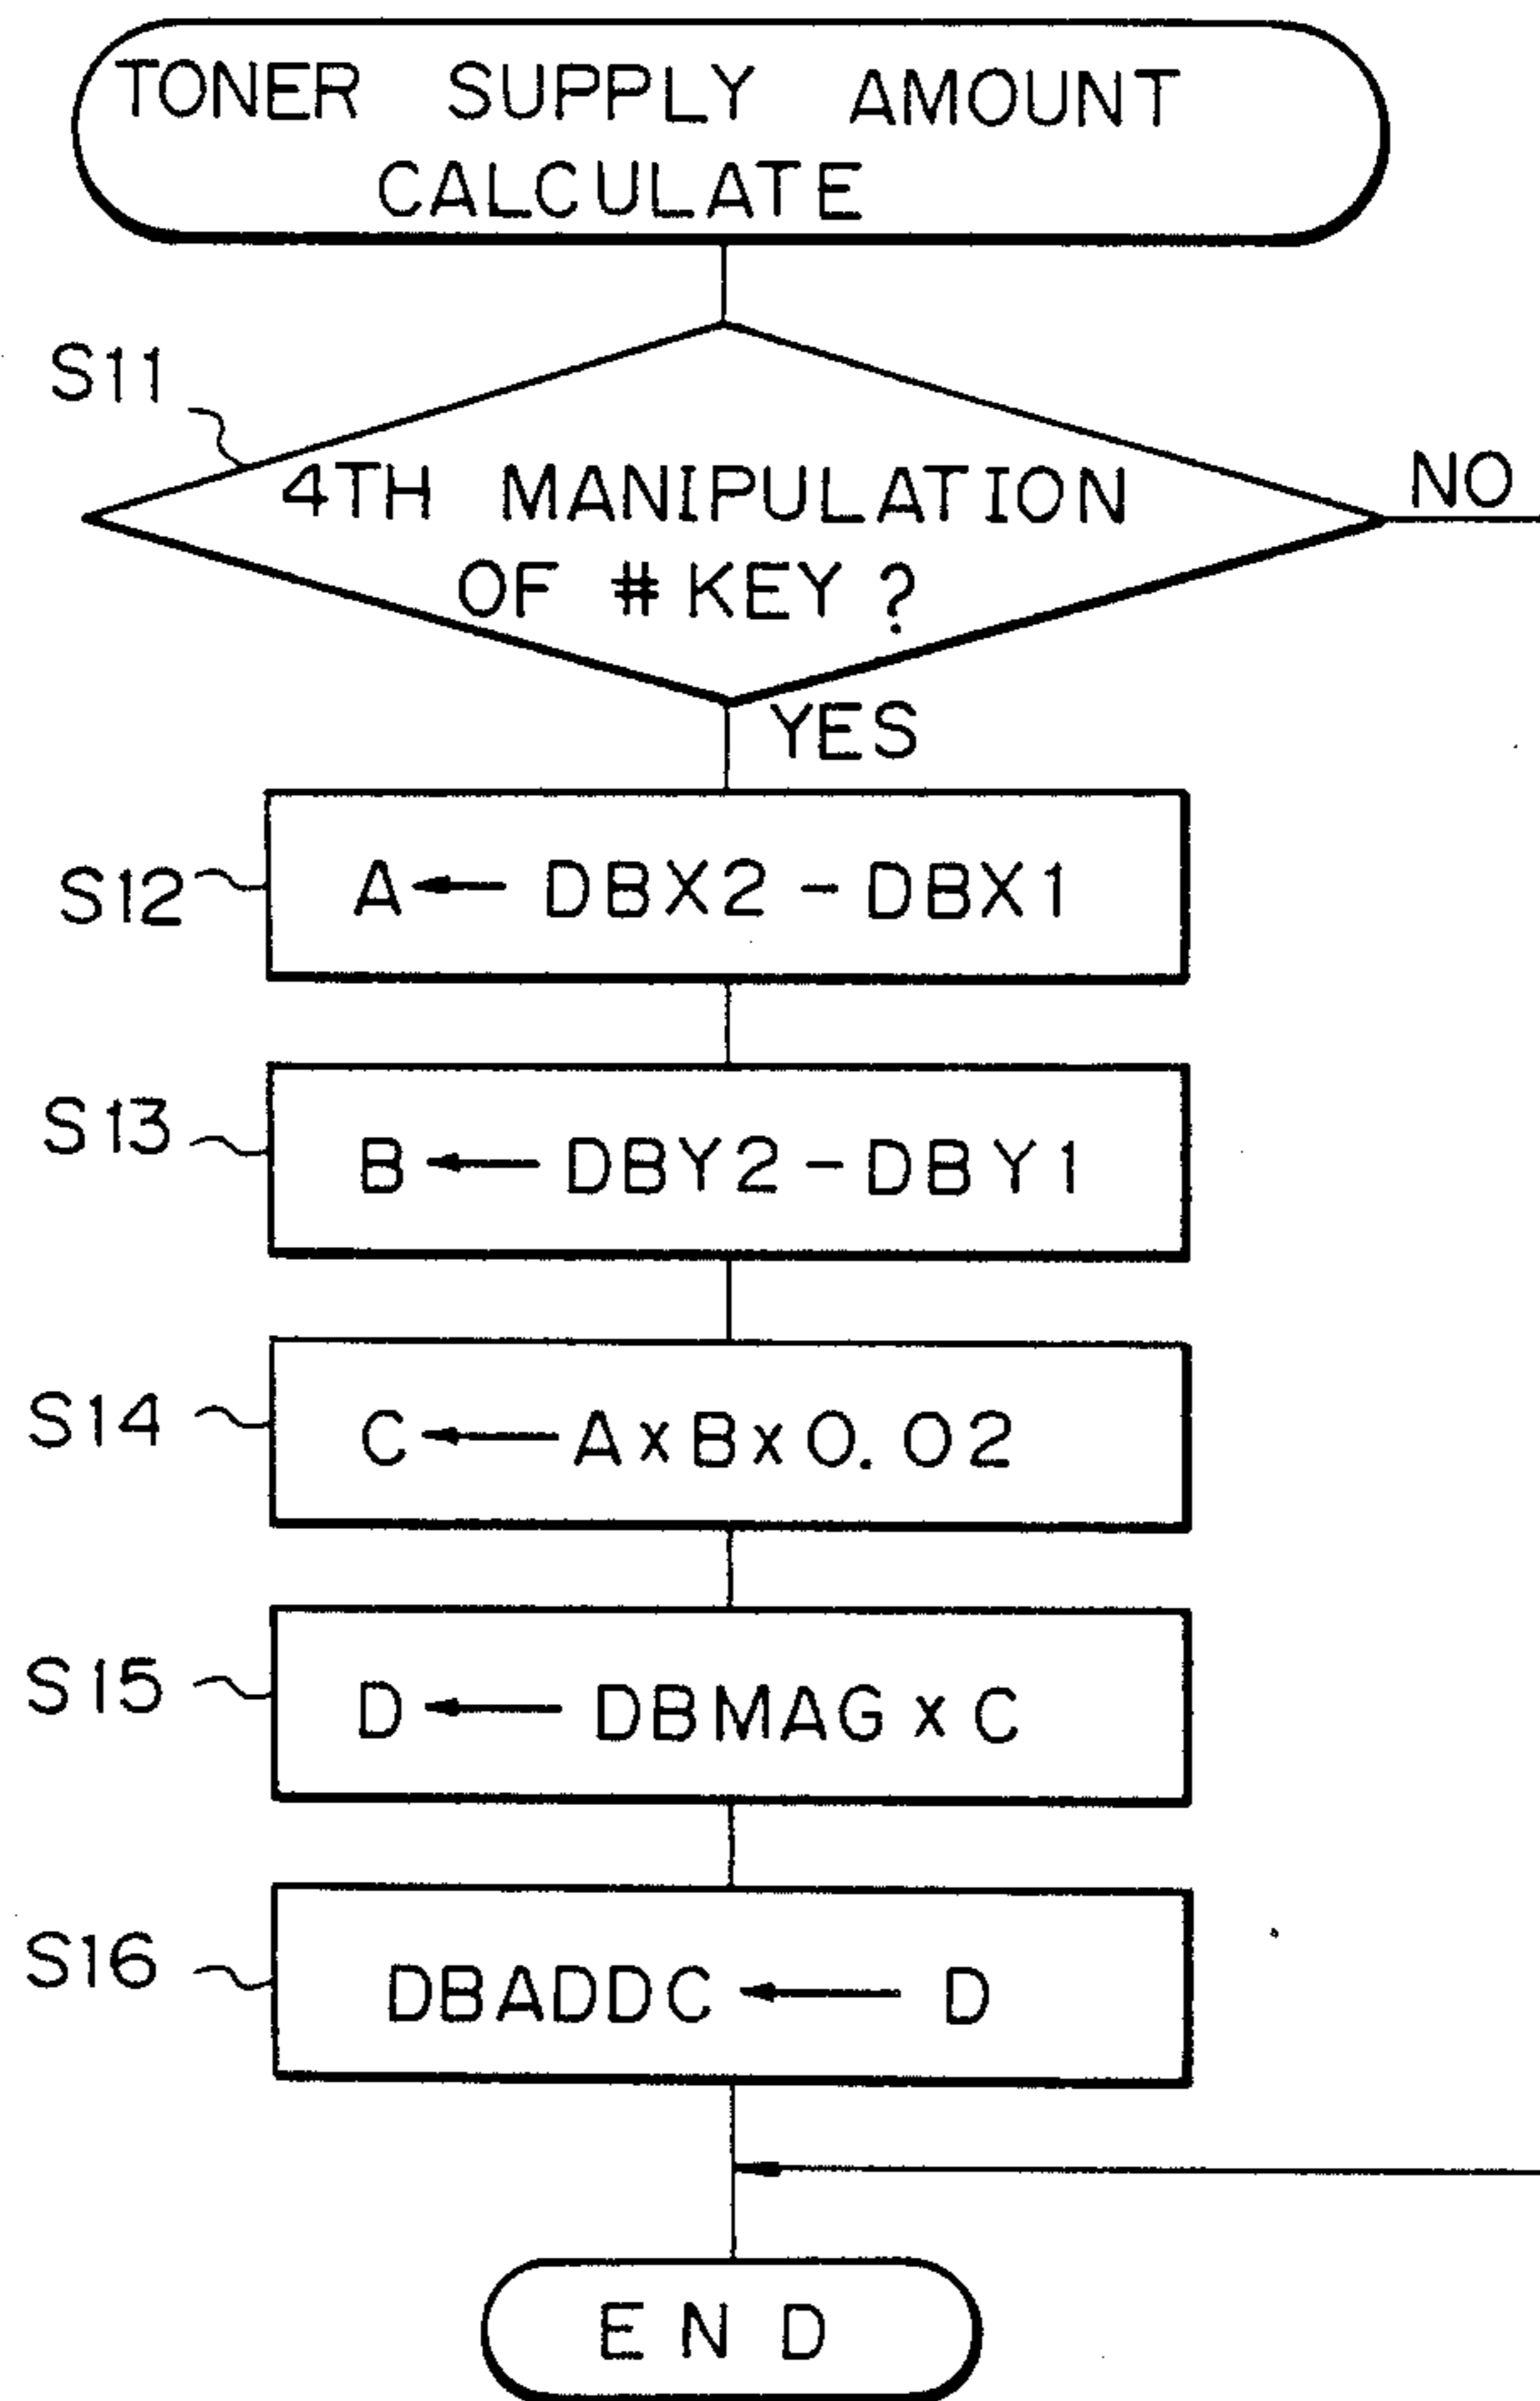 TONER SUPPLY AMOUNT
CALCULATE
S11
4TH MANIPULATION
OF #KEY?
NO
YES
S12
A ← DBX2 - DBX1
S13
B ← DBY2 - DBY1
S14
C ← A x B x 0.02
S15
D ← DBMAG x C
S16
DBADDC ← D
END